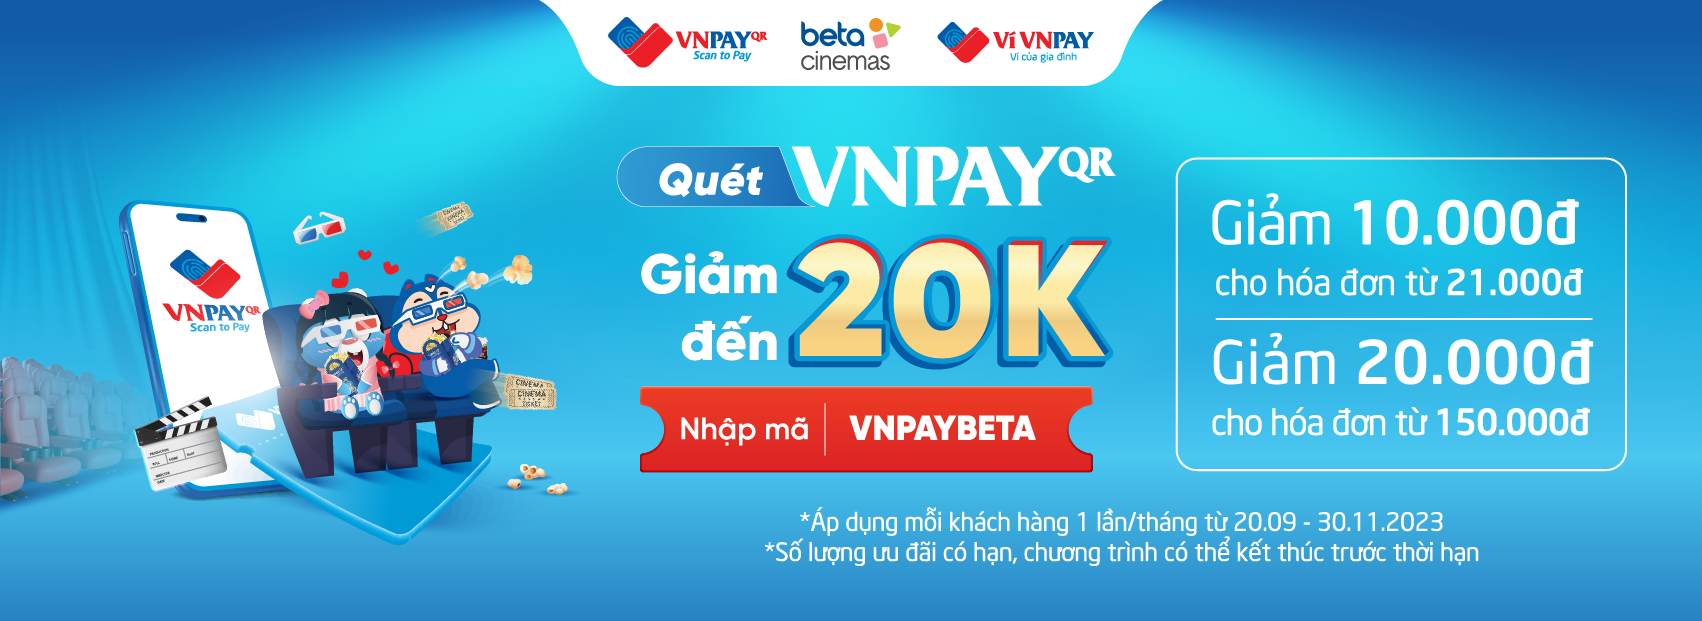 VNPAYQR
Scan to Pay
beta
cinemas
VÍ VNPAY
Ví của gia đình
Quét VNPAYQR
Giảm
đến
20K
Nhập mã VNPAYBETA
Giảm 10.000đ
cho hóa đơn từ 21.000đ
Giảm 20.000đ
cho hóa đơn từ 150.000đ
*Áp dụng mỗi khách hàng 1 lần/tháng từ 20.09 - 30.11.2023
*Số lượng ưu đãi có hạn, chương trình có thể kết thúc trước thời hạn
VNPAYQR
Scan to Pay
CINEMA
CINEMA
TICKET